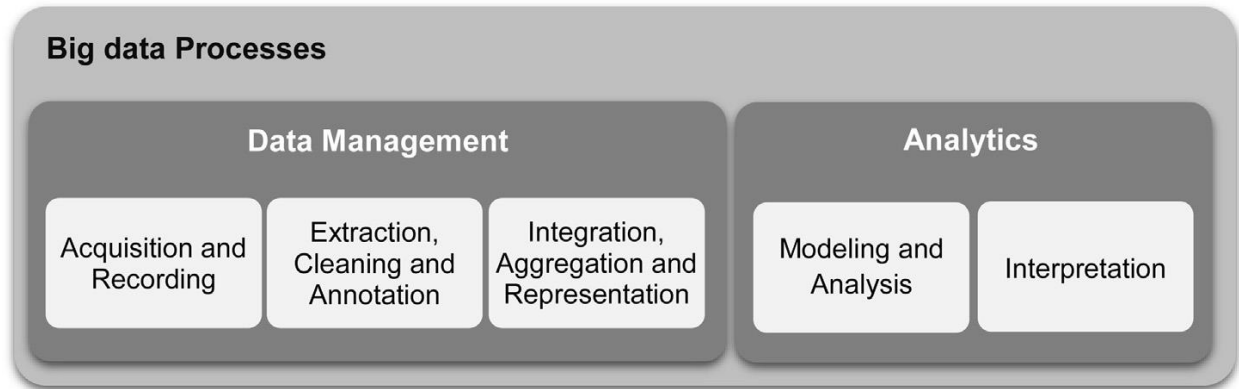 Big data Processes
Data Management
Acquisition and
Recording
Extraction,
Cleaning and
Annotation
Integration,
Aggregation and
Representation
Analytics
Modeling and
Analysis
Interpretation